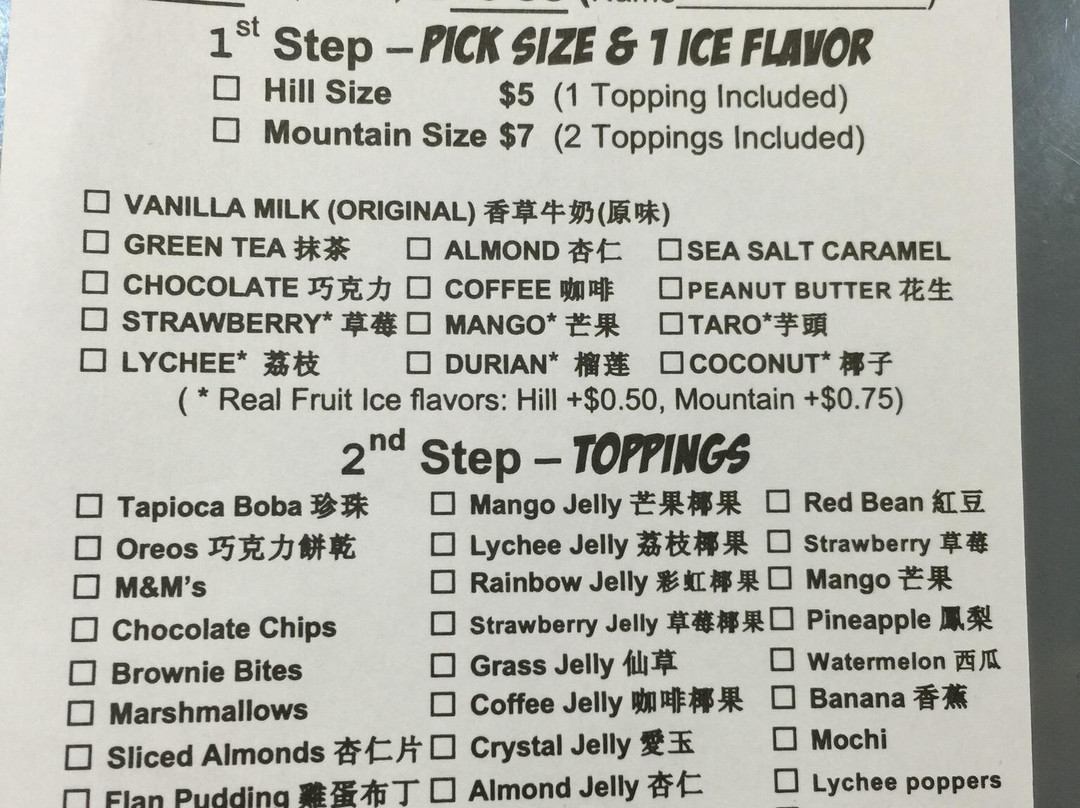 (Name )
1st Step – PICK SIZE & 1 ICE FLAVOR
☐ Hill Size $5 (1 Topping Included)
☐ Mountain Size $7 (2 Toppings Included)
☐ VANILLA MILK (ORIGINAL) 香草牛奶(原味)
☐ GREEN TEA 抹茶 ☐ ALMOND 杏仁 ☐ SEA SALT CARAMEL
☐ CHOCOLATE 巧克力 ☐ COFFEE 咖啡 ☐ PEANUT BUTTER 花生
☐ STRAWBERRY* 草莓 ☐ MANGO* 芒果 ☐ TARO*芋頭
☐ LYCHEE* 荔枝 ☐ DURIAN* 榴莲 ☐ COCONUT* 椰子
( * Real Fruit Ice flavors: Hill +$0.50, Mountain +$0.75)
2nd Step – TOPPINGS
☐ Tapioca Boba 珍珠 ☐ Mango Jelly 芒果椰果 ☐ Red Bean 紅豆
☐ Oreos 巧克力餅乾 ☐ Lychee Jelly 荔枝椰果 ☐ Strawberry 草莓
☐ M&M's ☐ Rainbow Jelly 彩虹椰果 ☐ Mango 芒果
☐ Chocolate Chips ☐ Strawberry Jelly 草莓椰果 ☐ Pineapple 鳳梨
☐ Brownie Bites ☐ Grass Jelly 仙草 ☐ Watermelon 西瓜
☐ Marshmallows ☐ Coffee Jelly 咖啡椰果 ☐ Banana 香蕉
☐ Sliced Almonds 杏仁片 ☐ Crystal Jelly 愛玉 ☐ Mochi
☐ Flan Pudding 雞蛋布丁 ☐ Almond Jelly 杏仁 ☐ Lychee poppers